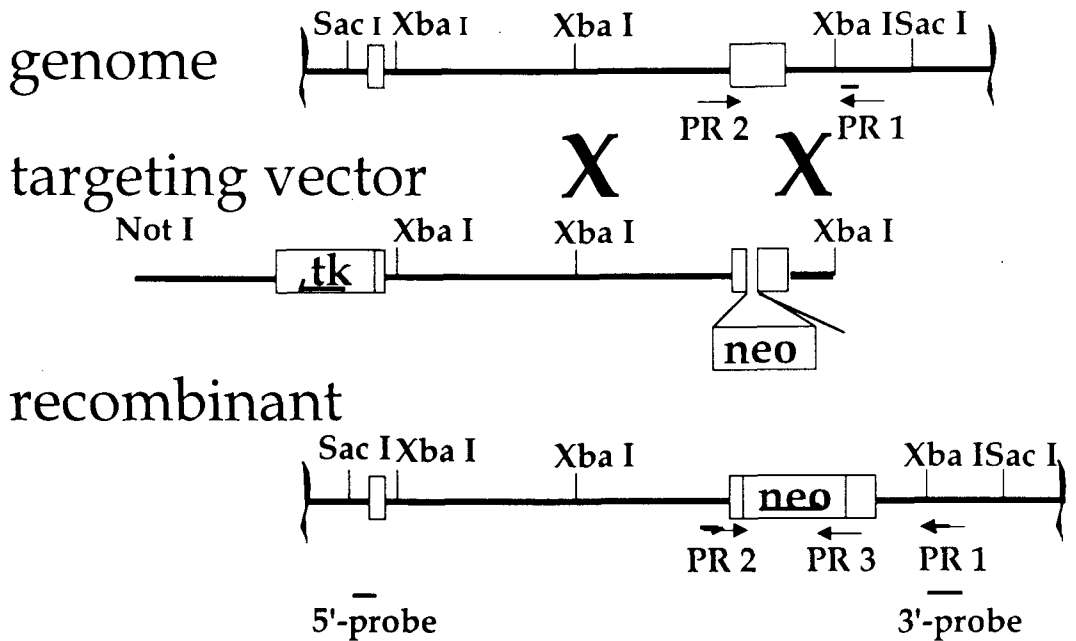 Sac I Xba I Xba I Xba I Sac I
genome
PR 2 PR 1
X X
targeting vector
Not I Xba I Xba I Xba I
tk
neo
recombinant
Sac I Xba I Xba I Xba I Sac I
neo
PR 2 PR 3 PR 1
5'-probe 3'-probe